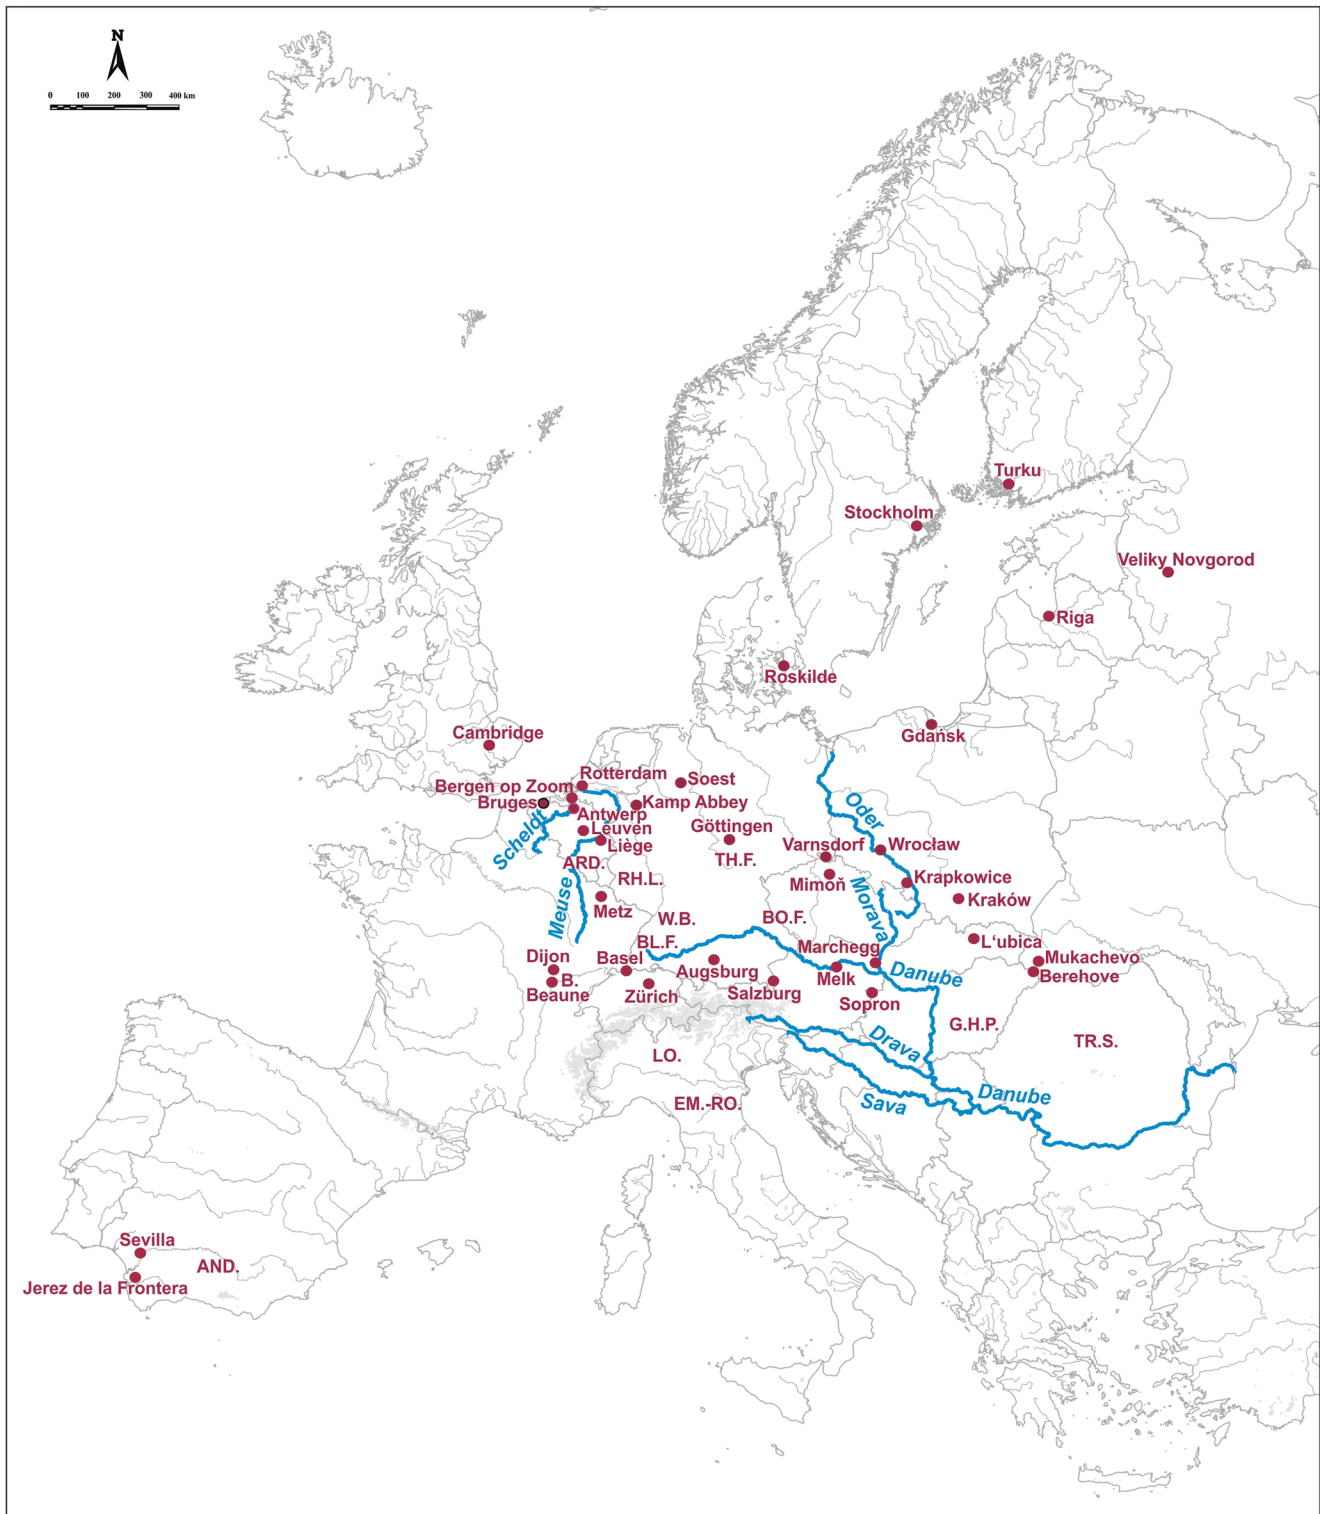 N
0 100 200 300 400 km
Turku
Stockholm
Veliky Novgorod
Riga
Roskilde
Gdańsk
Cambridge
Rotterdam
Soest
Bergen op Zoom
Bruges
Kamp Abbey
Antwerp
Oder
Scheldt
Leuven
Göttingen
Liège
Varnsdorf
Wrocław
ARD.
TH.F.
RH.L.
Mimoň
Krapkowice
Kraków
Meuse
Metz
Morava
W.B.
BO.F.
BL.F.
Marchegg
L'ubica
Dijon
Basel
Augsburg
Melk
Danube
Mukachevo
Berehove
B.
Beaune
Zürich
Salzburg
Sopron
G.H.P.
TR.S.
LO.
Drava
EM.-RO.
Sava
Danube
Sevilla
AND.
Jerez de la Frontera